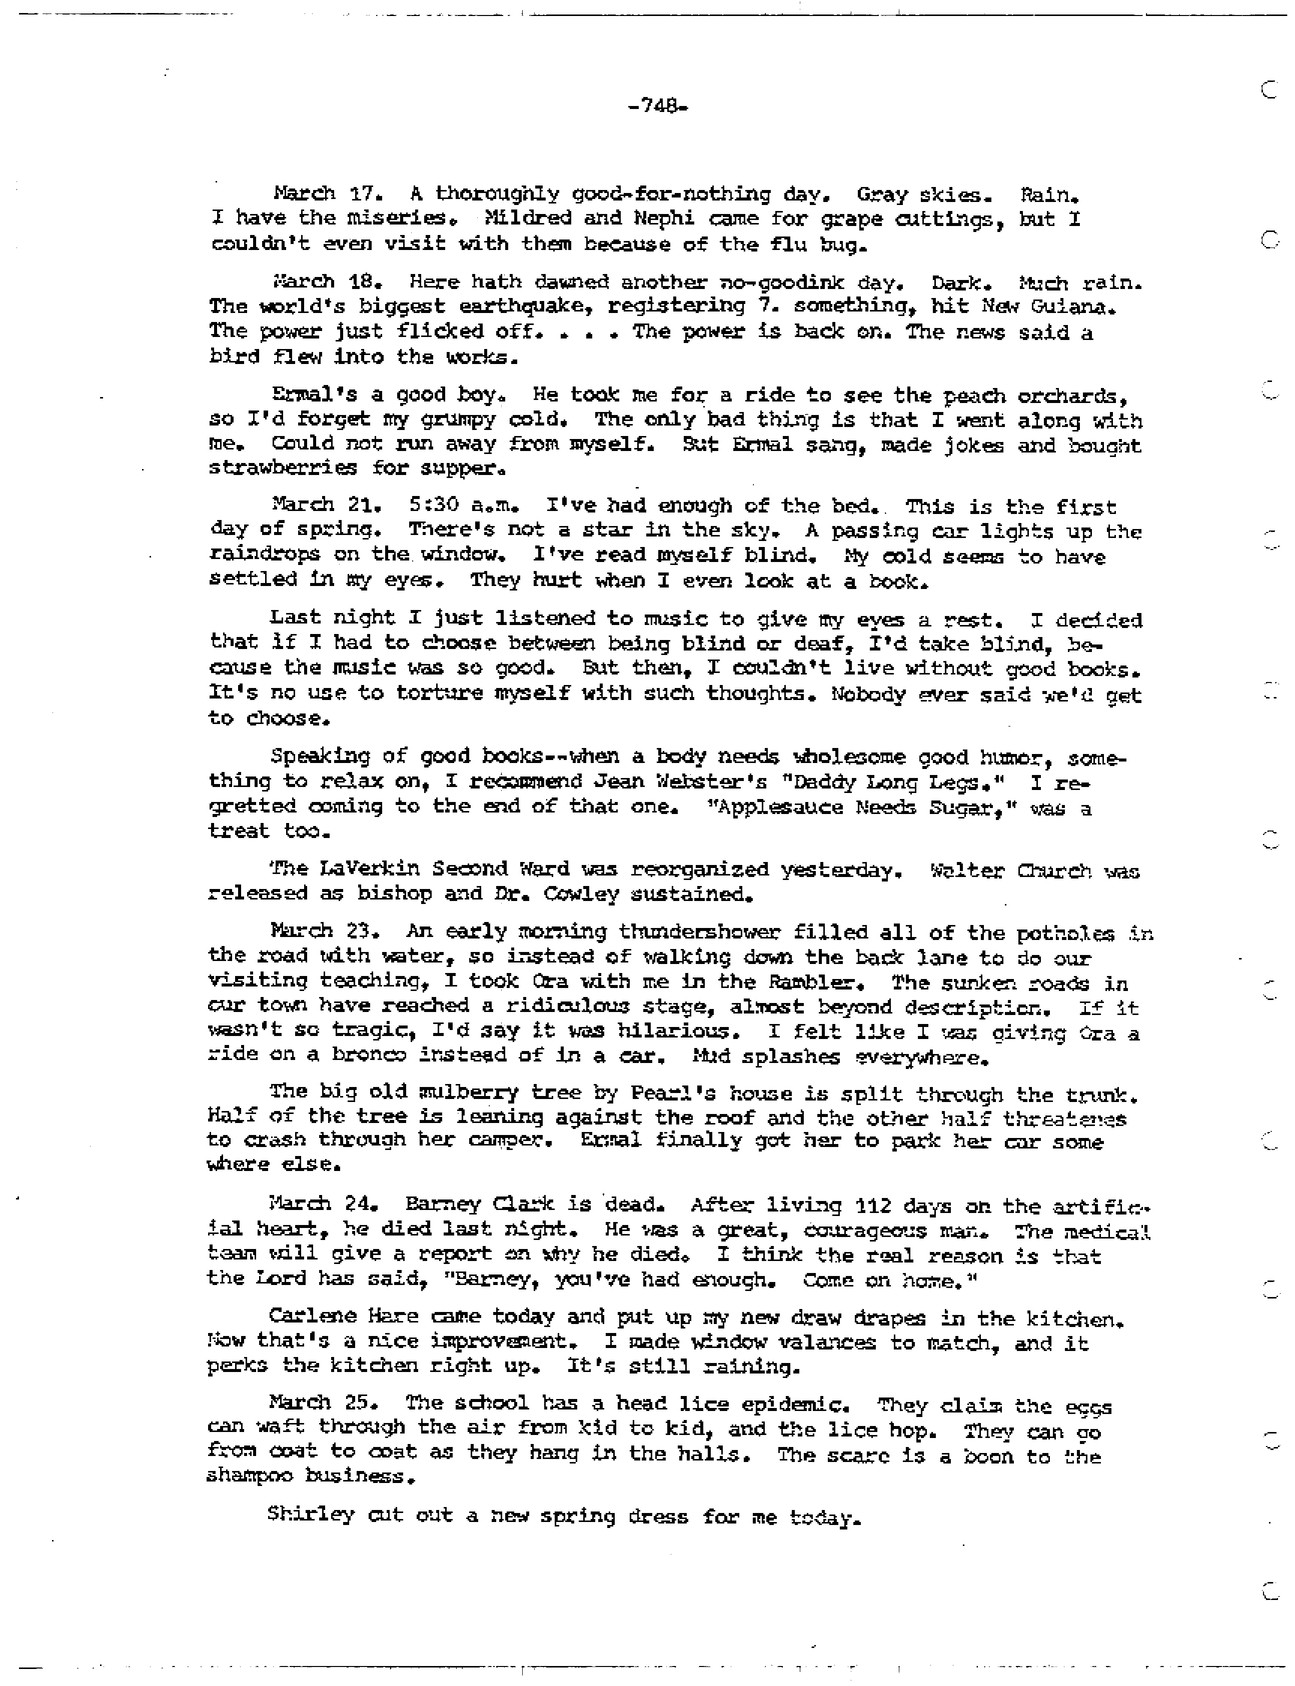 -748-
March 17. A thoroughly good-for-nothing day. Gray skies. Rain.
I have the miseries. Mildred and Nephi came for grape cuttings, but I
couldn't even visit with them because of the flu bug.
March 18. Here hath dawned another no-goodink day. Dark. Much rain.
The world's biggest earthquake, registering 7. something, hit New Guiana.
The power just flicked off. . . . The power is back on. The news said a
bird flew into the works.
Ermal's a good boy. He took me for a ride to see the peach orchards,
so I'd forget my grumpy cold. The only bad thing is that I went along with
me. Could not run away from myself. But Ermal sang, made jokes and bought
strawberries for supper.
March 21. 5:30 a.m. I've had enough of the bed. This is the first
day of spring. There's not a star in the sky. A passing car lights up the
raindrops on the window. I've read myself blind. My cold seems to have
settled in my eyes. They hurt when I even look at a book.
Last night I just listened to music to give my eyes a rest. I decided
that if I had to choose between being blind or deaf, I'd take blind, be-
cause the music was so good. But then, I couldn't live without good books.
It's no use to torture myself with such thoughts. Nobody ever said we'd get
to choose.
Speaking of good books--when a body needs wholesome good humor, some-
thing to relax on, I recommend Jean Webster's "Daddy Long Legs." I re-
gretted coming to the end of that one. "Applesauce Needs Sugar," was a
treat too.
The LaVerkin Second Ward was reorganized yesterday. Walter Church was
released as bishop and Dr. Cowley sustained.
March 23. An early morning thundershower filled all of the potholes in
the road with water, so instead of walking down the back lane to do our
visiting teaching, I took Ora with me in the Rambler. The sunken roads in
our town have reached a ridiculous stage, almost beyond description. If it
wasn't so tragic, I'd say it was hilarious. I felt like I was giving Ora a
ride on a bronco instead of in a car. Mud splashes everywhere.
The big old mulberry tree by Pearl's house is split through the trunk.
Half of the tree is leaning against the roof and the other half threatenes
to crash through her camper. Ermal finally got her to park her car some
where else.
March 24. Barney Clark is dead. After living 112 days on the artific-
ial heart, he died last night. He was a great, courageous man. The medical
team will give a report on why he died. I think the real reason is that
the Lord has said, "Barney, you've had enough. Come on home."
Carlene Hare came today and put up my new draw drapes in the kitchen.
Now that's a nice improvement. I made window valances to match, and it
perks the kitchen right up. It's still raining.
March 25. The school has a head lice epidemic. They claim the eggs
can waft through the air from kid to kid, and the lice hop. They can go
from coat to coat as they hang in the halls. The scare is a boon to the
shampoo business.
Shirley cut out a new spring dress for me today.